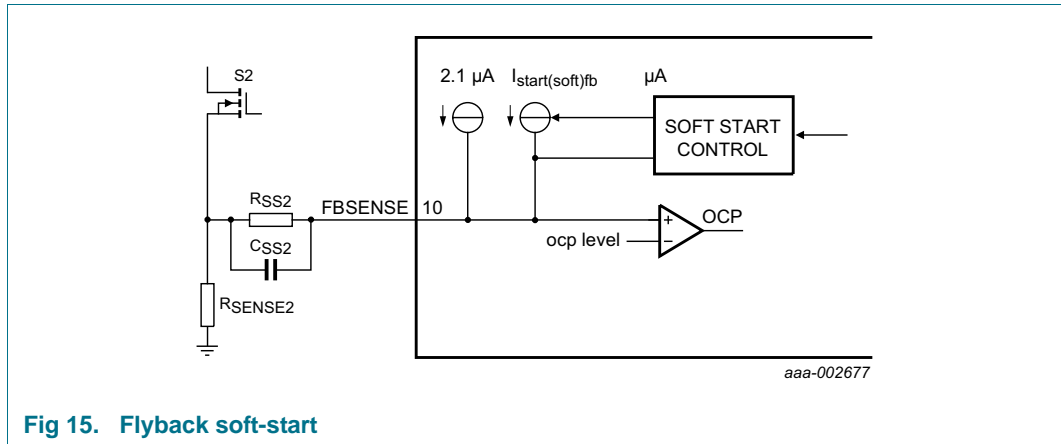 S2
2.1 µA
Istart(soft)fb
µA
SOFT START
CONTROL
RSS2
FBSENSE
10
CSS2
+
OCP
ocp level
−
RSENSE2
aaa-002677
Fig 15. Flyback soft-start